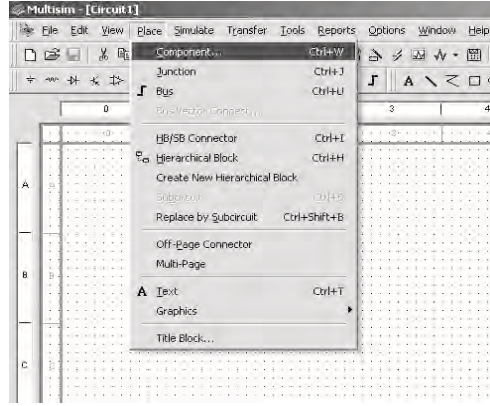 Multisim - [Circuit1]
File Edit View Place Simulate Transfer Tools Reports Options Window Help
Component... Ctrl+W
Junction Ctrl+J
Bus Ctrl+U
Bus Vector Connect...
HB/SB Connector Ctrl+I
Hierarchical Block Ctrl+H
Create New Hierarchical Block
Subcircuit Ctrl+B
Replace by Subcircuit Ctrl+Shift+B
Off-Page Connector
Multi-Page
A Text Ctrl+T
Graphics
Title Block...
A
0 3 4
A
B
C